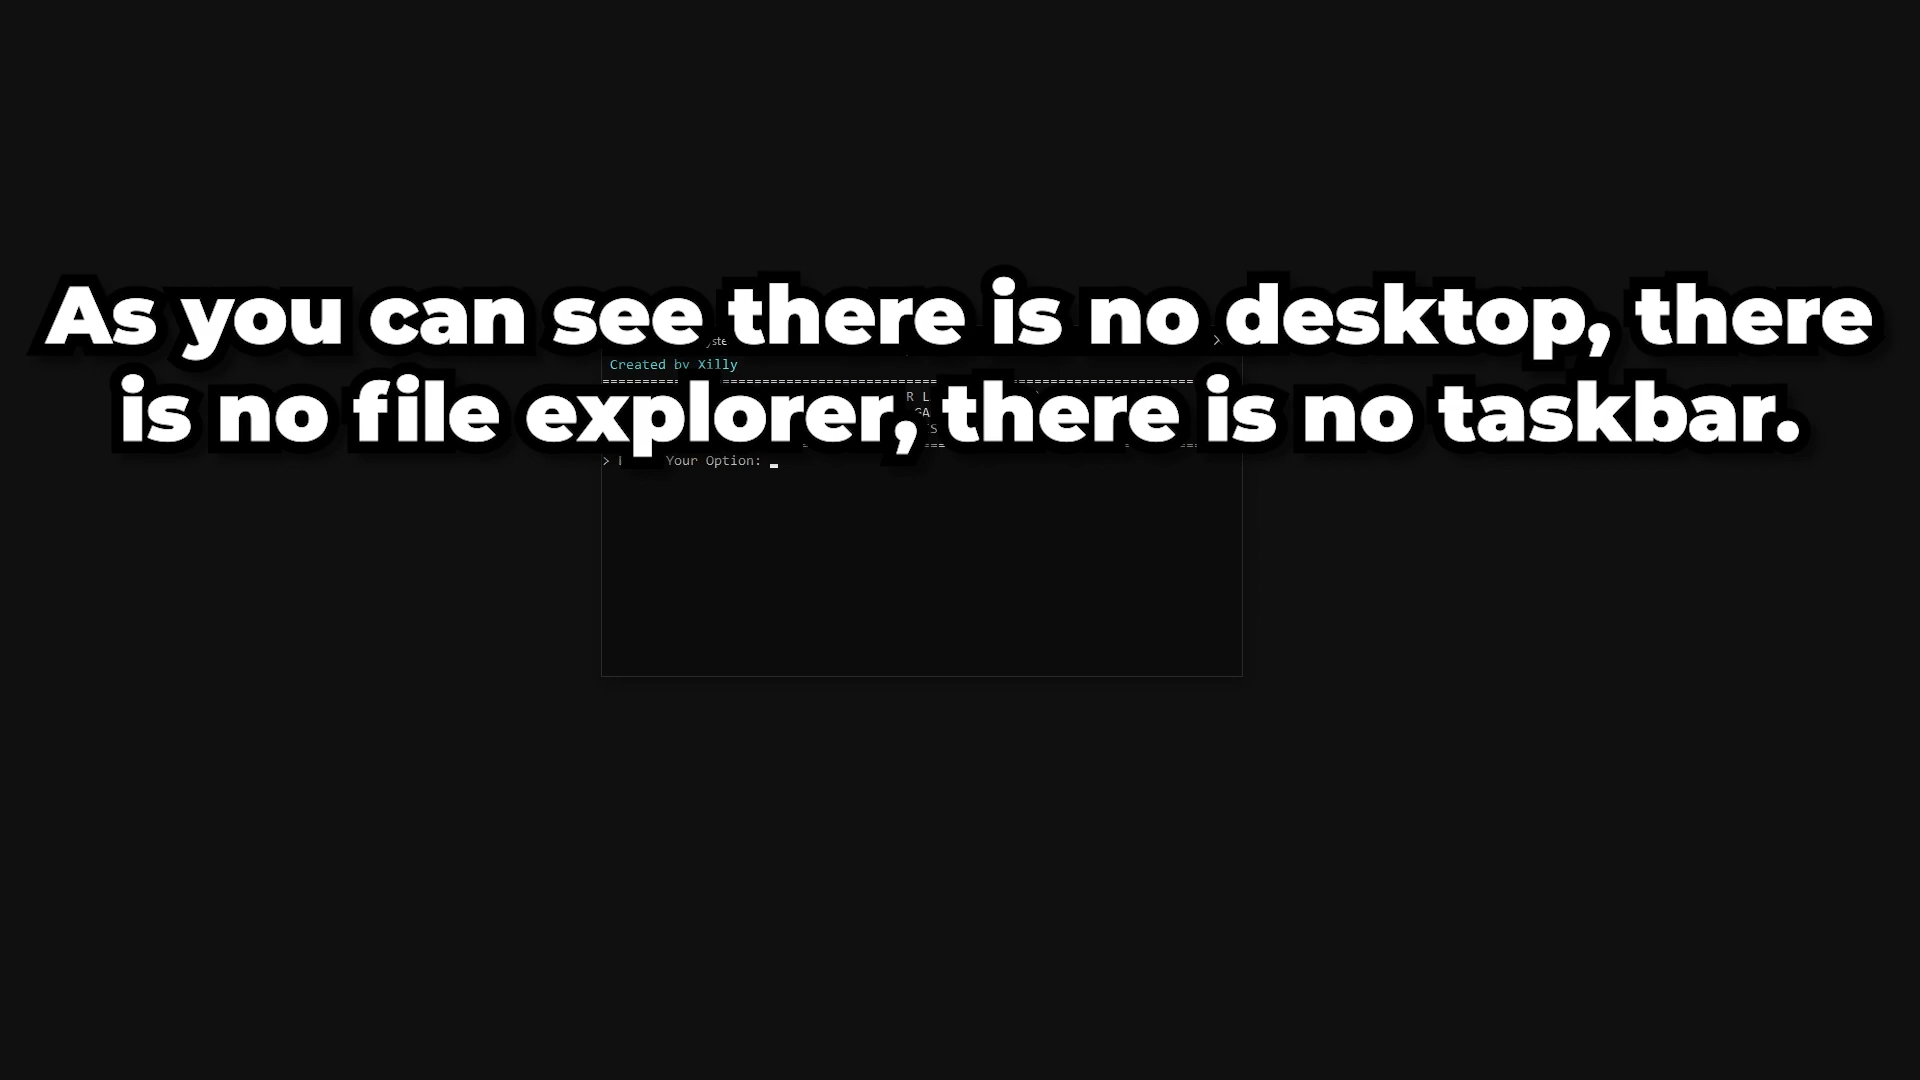 As you can see there is no desktop, there
is no file explorer, there is no taskbar.
Created by Xilly
> Your Option: